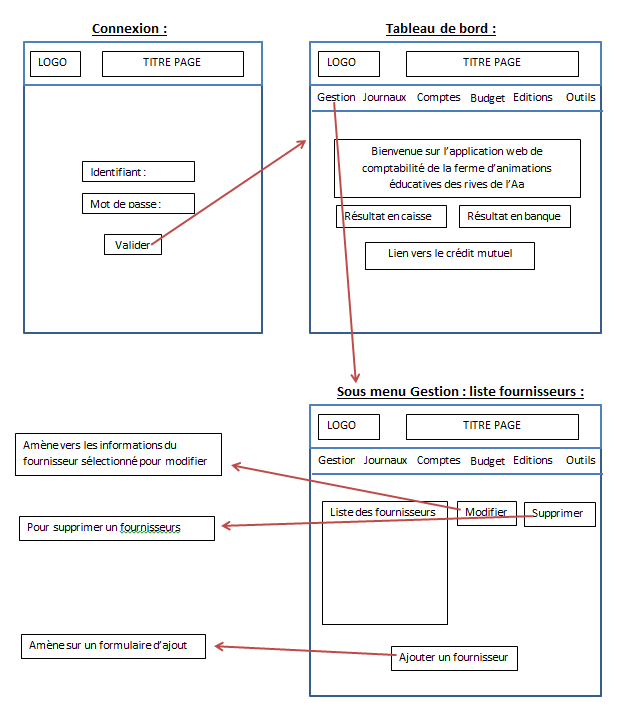 Connexion :
LOGO
TITRE PAGE
Identifiant :
Mot de passe :
Valider
Tableau de bord :
LOGO
TITRE PAGE
Gestion Journaux Comptes Budget Editions Outils
Bienvenue sur l'application web de
comptabilité de la ferme d'animations
éducatives des rives de l'Aa
Résultat en caisse
Résultat en banque
Lien vers le crédit mutuel
Sous menu Gestion : liste fournisseurs :
LOGO
TITRE PAGE
Gestion Journaux Comptes Budget Editions Outils
Liste des fournisseurs
Modifier
Supprimer
Ajouter un fournisseur
Amène vers les informations du
fournisseur sélectionné pour modifier
Pour supprimer un fournisseurs
Amène sur un formulaire d'ajout